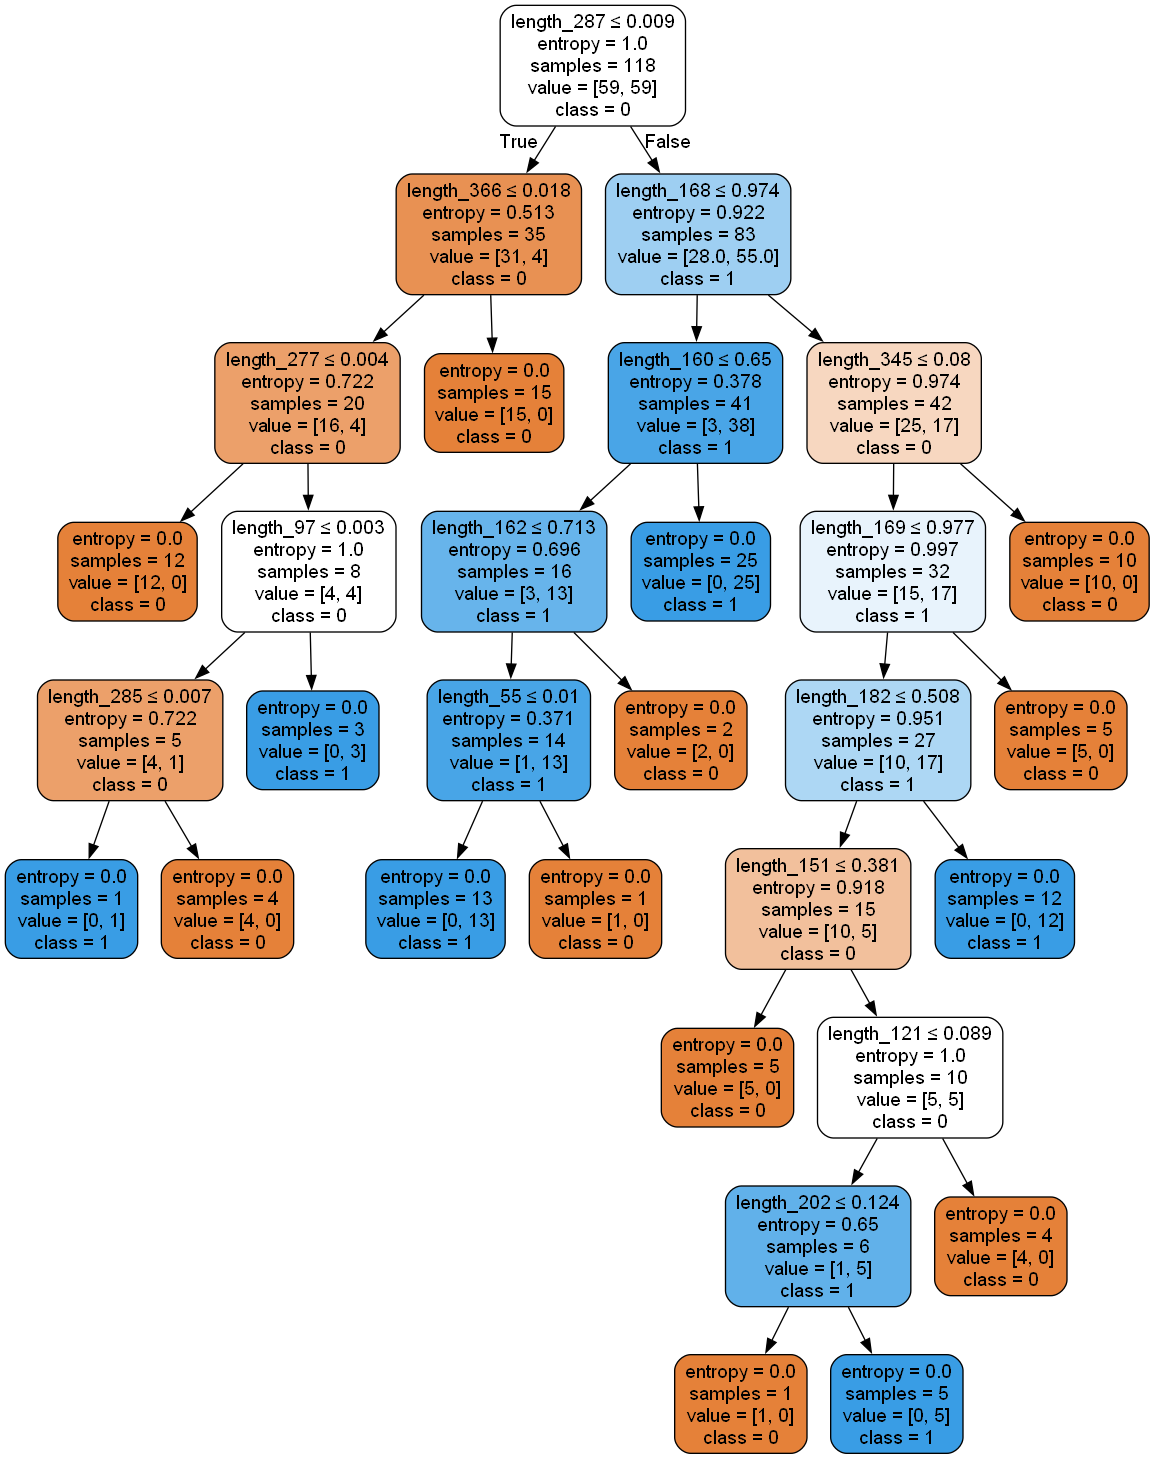 length_287 ≤ 0.009
entropy = 1.0
samples = 118
value = [59, 59]
class = 0
True
False
length_366 ≤ 0.018
entropy = 0.513
samples = 35
value = [31, 4]
class = 0
length_168 ≤ 0.974
entropy = 0.922
samples = 83
value = [28.0, 55.0]
class = 1
length_277 ≤ 0.004
entropy = 0.722
samples = 20
value = [16, 4]
class = 0
entropy = 0.0
samples = 15
value = [15, 0]
class = 0
length_160 ≤ 0.65
entropy = 0.378
samples = 41
value = [3, 38]
class = 1
length_345 ≤ 0.08
entropy = 0.974
samples = 42
value = [25, 17]
class = 0
entropy = 0.0
samples = 12
value = [12, 0]
class = 0
length_97 ≤ 0.003
entropy = 1.0
samples = 8
value = [4, 4]
class = 0
length_162 ≤ 0.713
entropy = 0.696
samples = 16
value = [3, 13]
class = 1
entropy = 0.0
samples = 25
value = [0, 25]
class = 1
length_169 ≤ 0.977
entropy = 0.997
samples = 32
value = [15, 17]
class = 1
entropy = 0.0
samples = 10
value = [10, 0]
class = 0
length_285 ≤ 0.007
entropy = 0.722
samples = 5
value = [4, 1]
class = 0
entropy = 0.0
samples = 3
value = [0, 3]
class = 1
length_55 ≤ 0.01
entropy = 0.371
samples = 14
value = [1, 13]
class = 1
entropy = 0.0
samples = 2
value = [2, 0]
class = 0
length_182 ≤ 0.508
entropy = 0.951
samples = 27
value = [10, 17]
class = 1
entropy = 0.0
samples = 5
value = [5, 0]
class = 0
entropy = 0.0
samples = 1
value = [0, 1]
class = 1
entropy = 0.0
samples = 4
value = [4, 0]
class = 0
entropy = 0.0
samples = 13
value = [0, 13]
class = 1
entropy = 0.0
samples = 1
value = [1, 0]
class = 0
length_151 ≤ 0.381
entropy = 0.918
samples = 15
value = [10, 5]
class = 0
entropy = 0.0
samples = 12
value = [0, 12]
class = 1
entropy = 0.0
samples = 5
value = [5, 0]
class = 0
length_121 ≤ 0.089
entropy = 1.0
samples = 10
value = [5, 5]
class = 0
length_202 ≤ 0.124
entropy = 0.65
samples = 6
value = [1, 5]
class = 1
entropy = 0.0
samples = 4
value = [4, 0]
class = 0
entropy = 0.0
samples = 1
value = [1, 0]
class = 0
entropy = 0.0
samples = 5
value = [0, 5]
class = 1